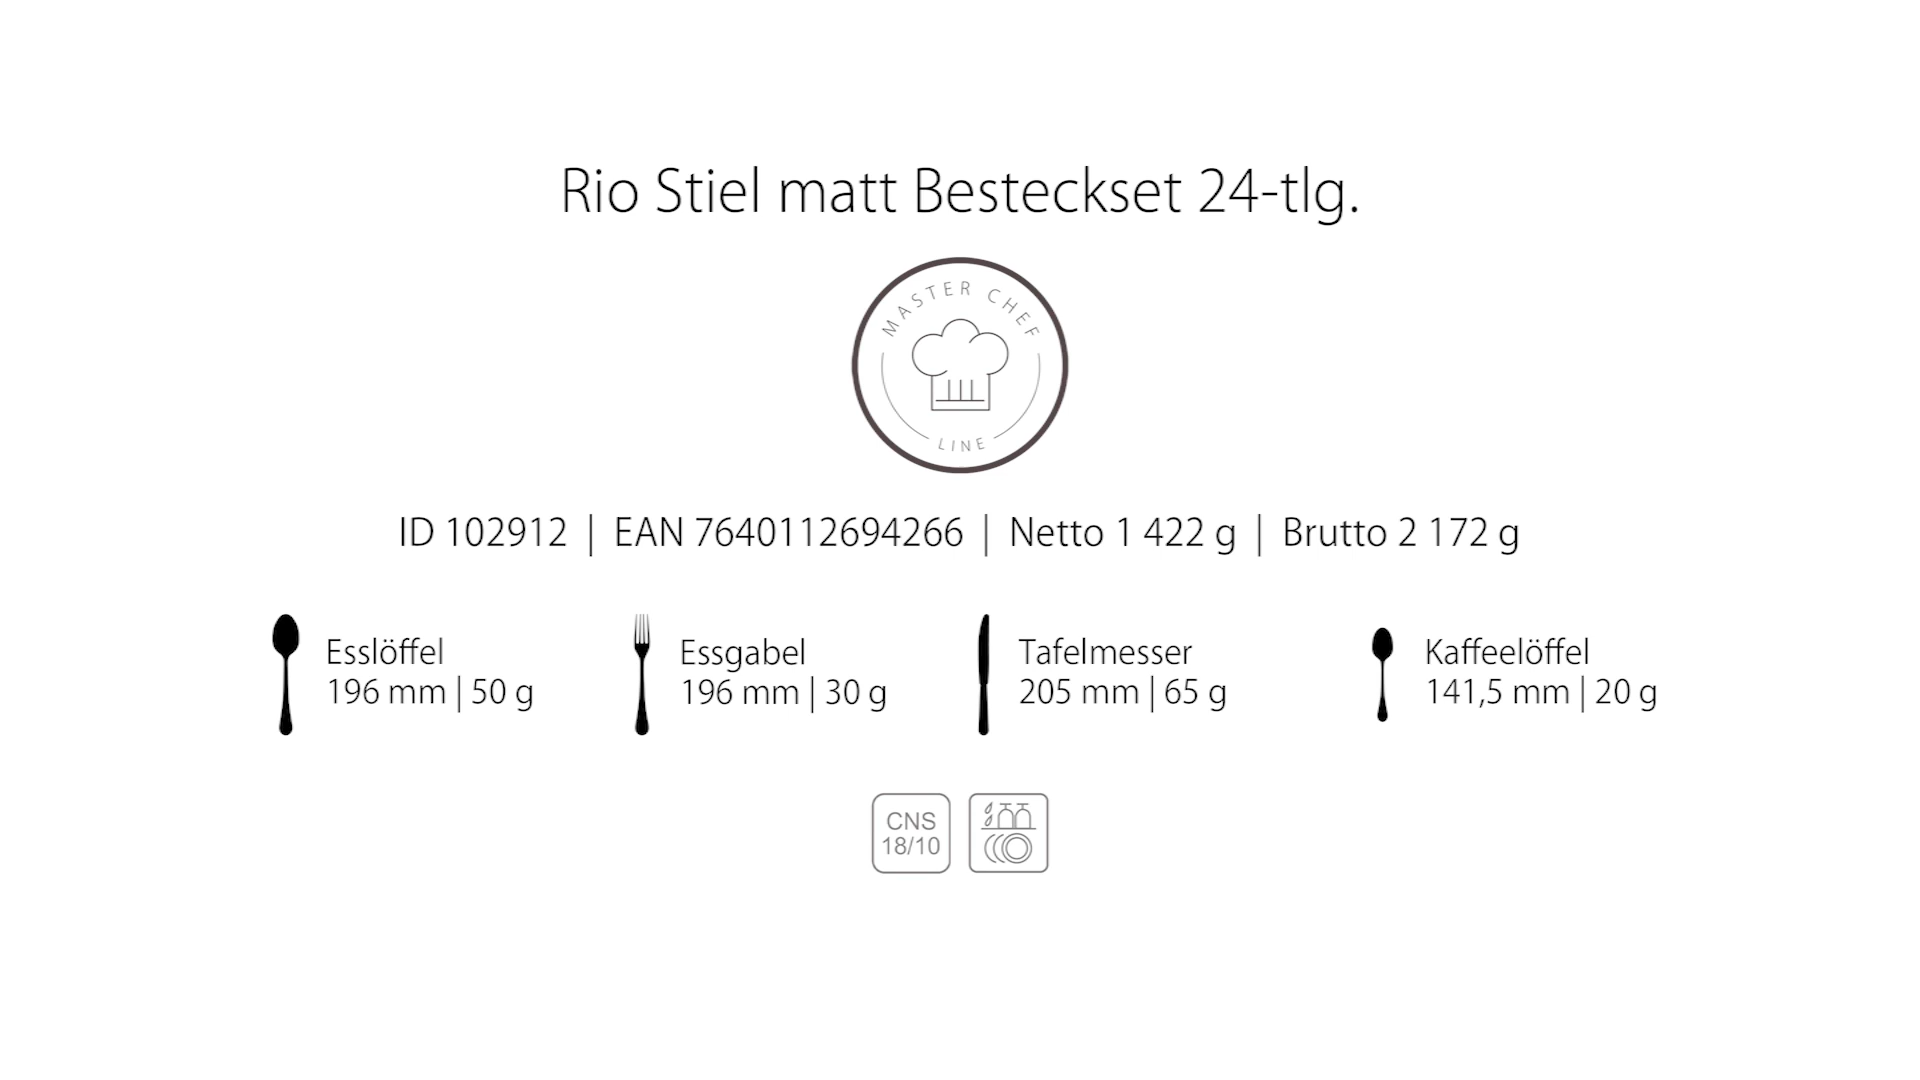 Rio Stiel matt Besteckset 24-tlg.
MASTER CHEF
LINE
ID 102912 | EAN 7640112694266 | Netto 1 422 g | Brutto 2 172 g
Esslöffel
196 mm | 50 g
Essgabel
196 mm | 30 g
Tafelmesser
205 mm | 65 g
Kaffeelöffel
141,5 mm | 20 g
CNS
18/10